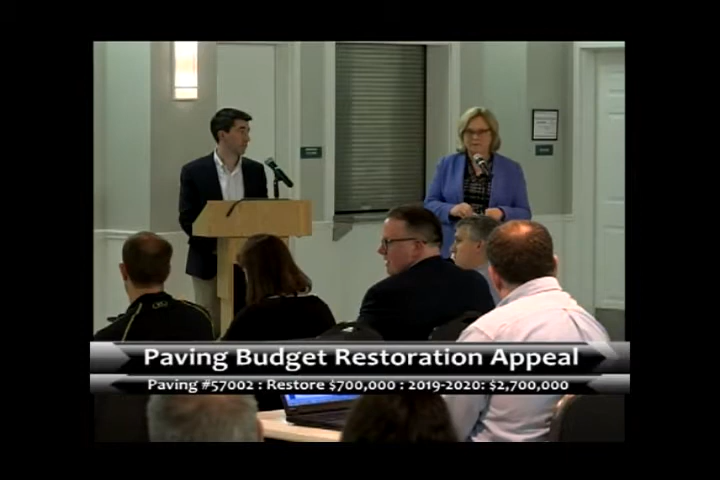 Paving Budget Restoration Appeal
Paving #57002 : Restore $700,000 : 2019-2020: $2,700,000